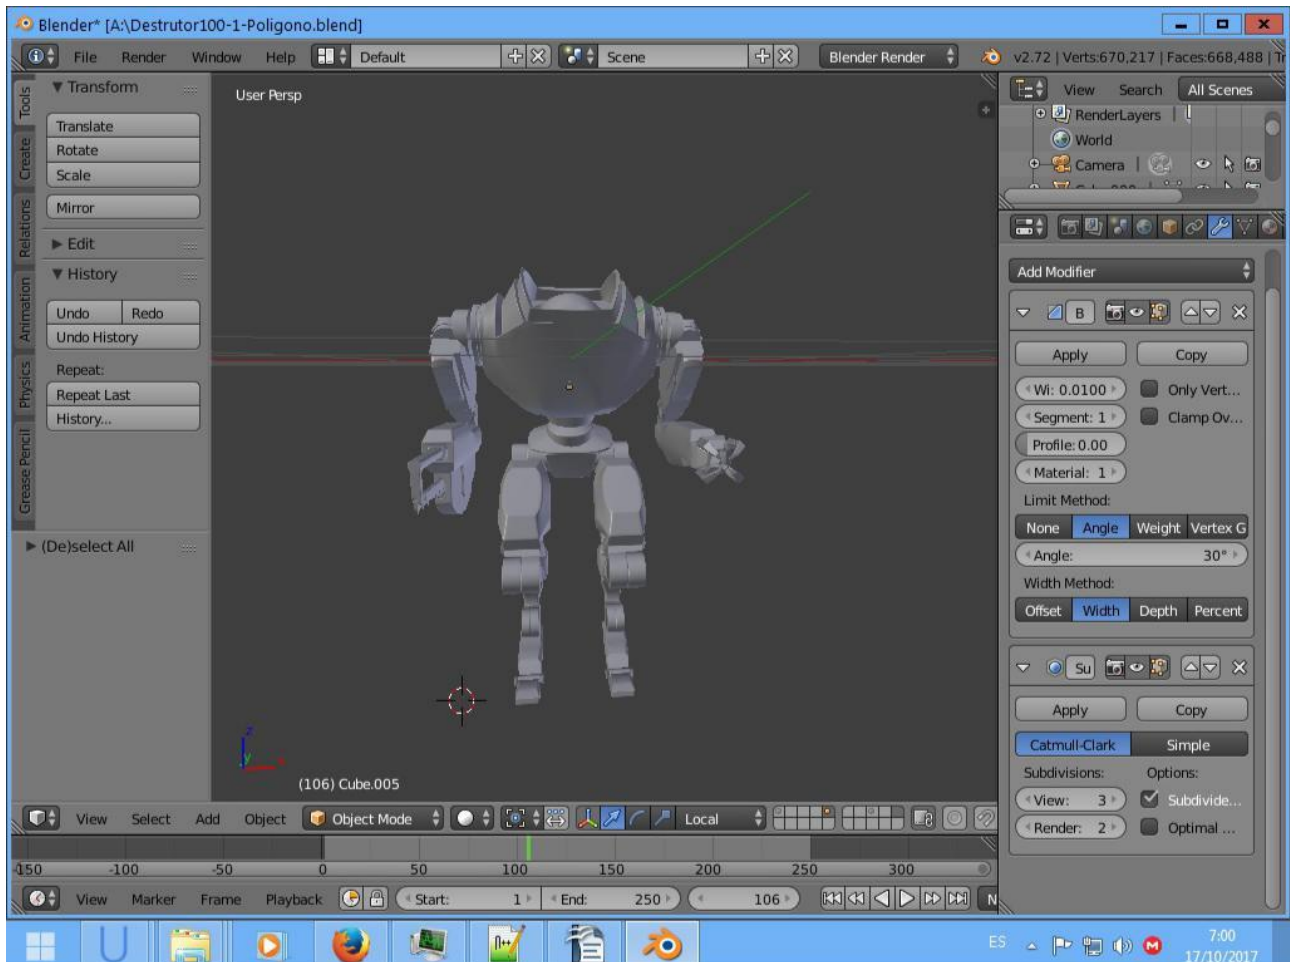 Blender* [A:\Destrutor100-1-Poligono.blend]
File Render Window Help Default Scene Blender Render v2.72 | Verts:670,217 | Faces:668,488 | Tr
Tools
Create
Relations
Animation
Physics
Grease Pencil
Transform
Translate
Rotate
Scale
Mirror
Edit
History
Undo Redo
Undo History
Repeat:
Repeat Last
History...
(De)select All
User Persp
z
y
x
(106) Cube.005
View Search All Scenes
RenderLayers
World
Camera
Add Modifier
B
Apply Copy
Wi: 0.0100 Only Vert...
Segment: 1 Clamp Ov...
Profile: 0.00
Material: 1
Limit Method:
None Angle Weight Vertex G
Angle: 30°
Width Method:
Offset Width Depth Percent
Su
Apply Copy
Catmull-Clark Simple
Subdivisions: Options:
View: 3 Subdivide...
Render: 2 Optimal ...
View Select Add Object Object Mode Local
-150 -100 -50 0 50 100 150 200 250 300
View Marker Frame Playback Start: 1 End: 250 106 N
ES 7:00
17/10/2017